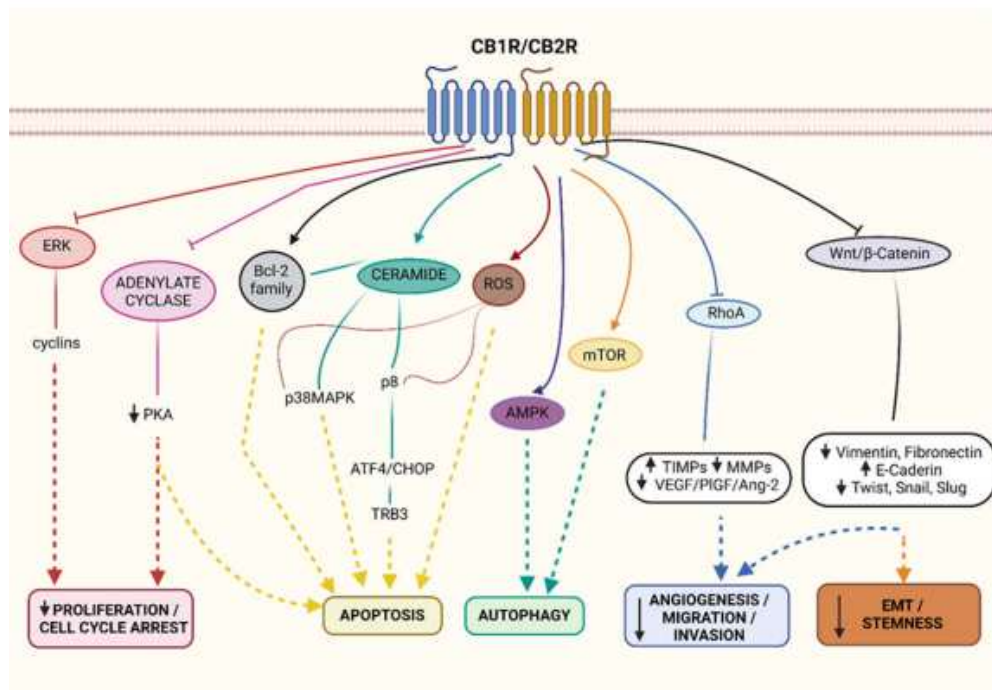 CB1R/CB2R
ERK
ADENYLATE
CYCLASE
Bcl-2
family
CERAMIDE
ROS
Wnt/β-Catenin
RhoA
cyclins
mTOR
p8
p38MAPK
AMPK
PKA
ATF4/CHOP
TRB3
TIMPs MMPs
VEGF/PlGF/Ang-2
Vimentin, Fibronectin
E-Caderin
Twist, Snail, Slug
PROLIFERATION /
CELL CYCLE ARREST
APOPTOSIS
AUTOPHAGY
ANGIOGENESIS /
MIGRATION /
INVASION
EMT /
STEMNESS